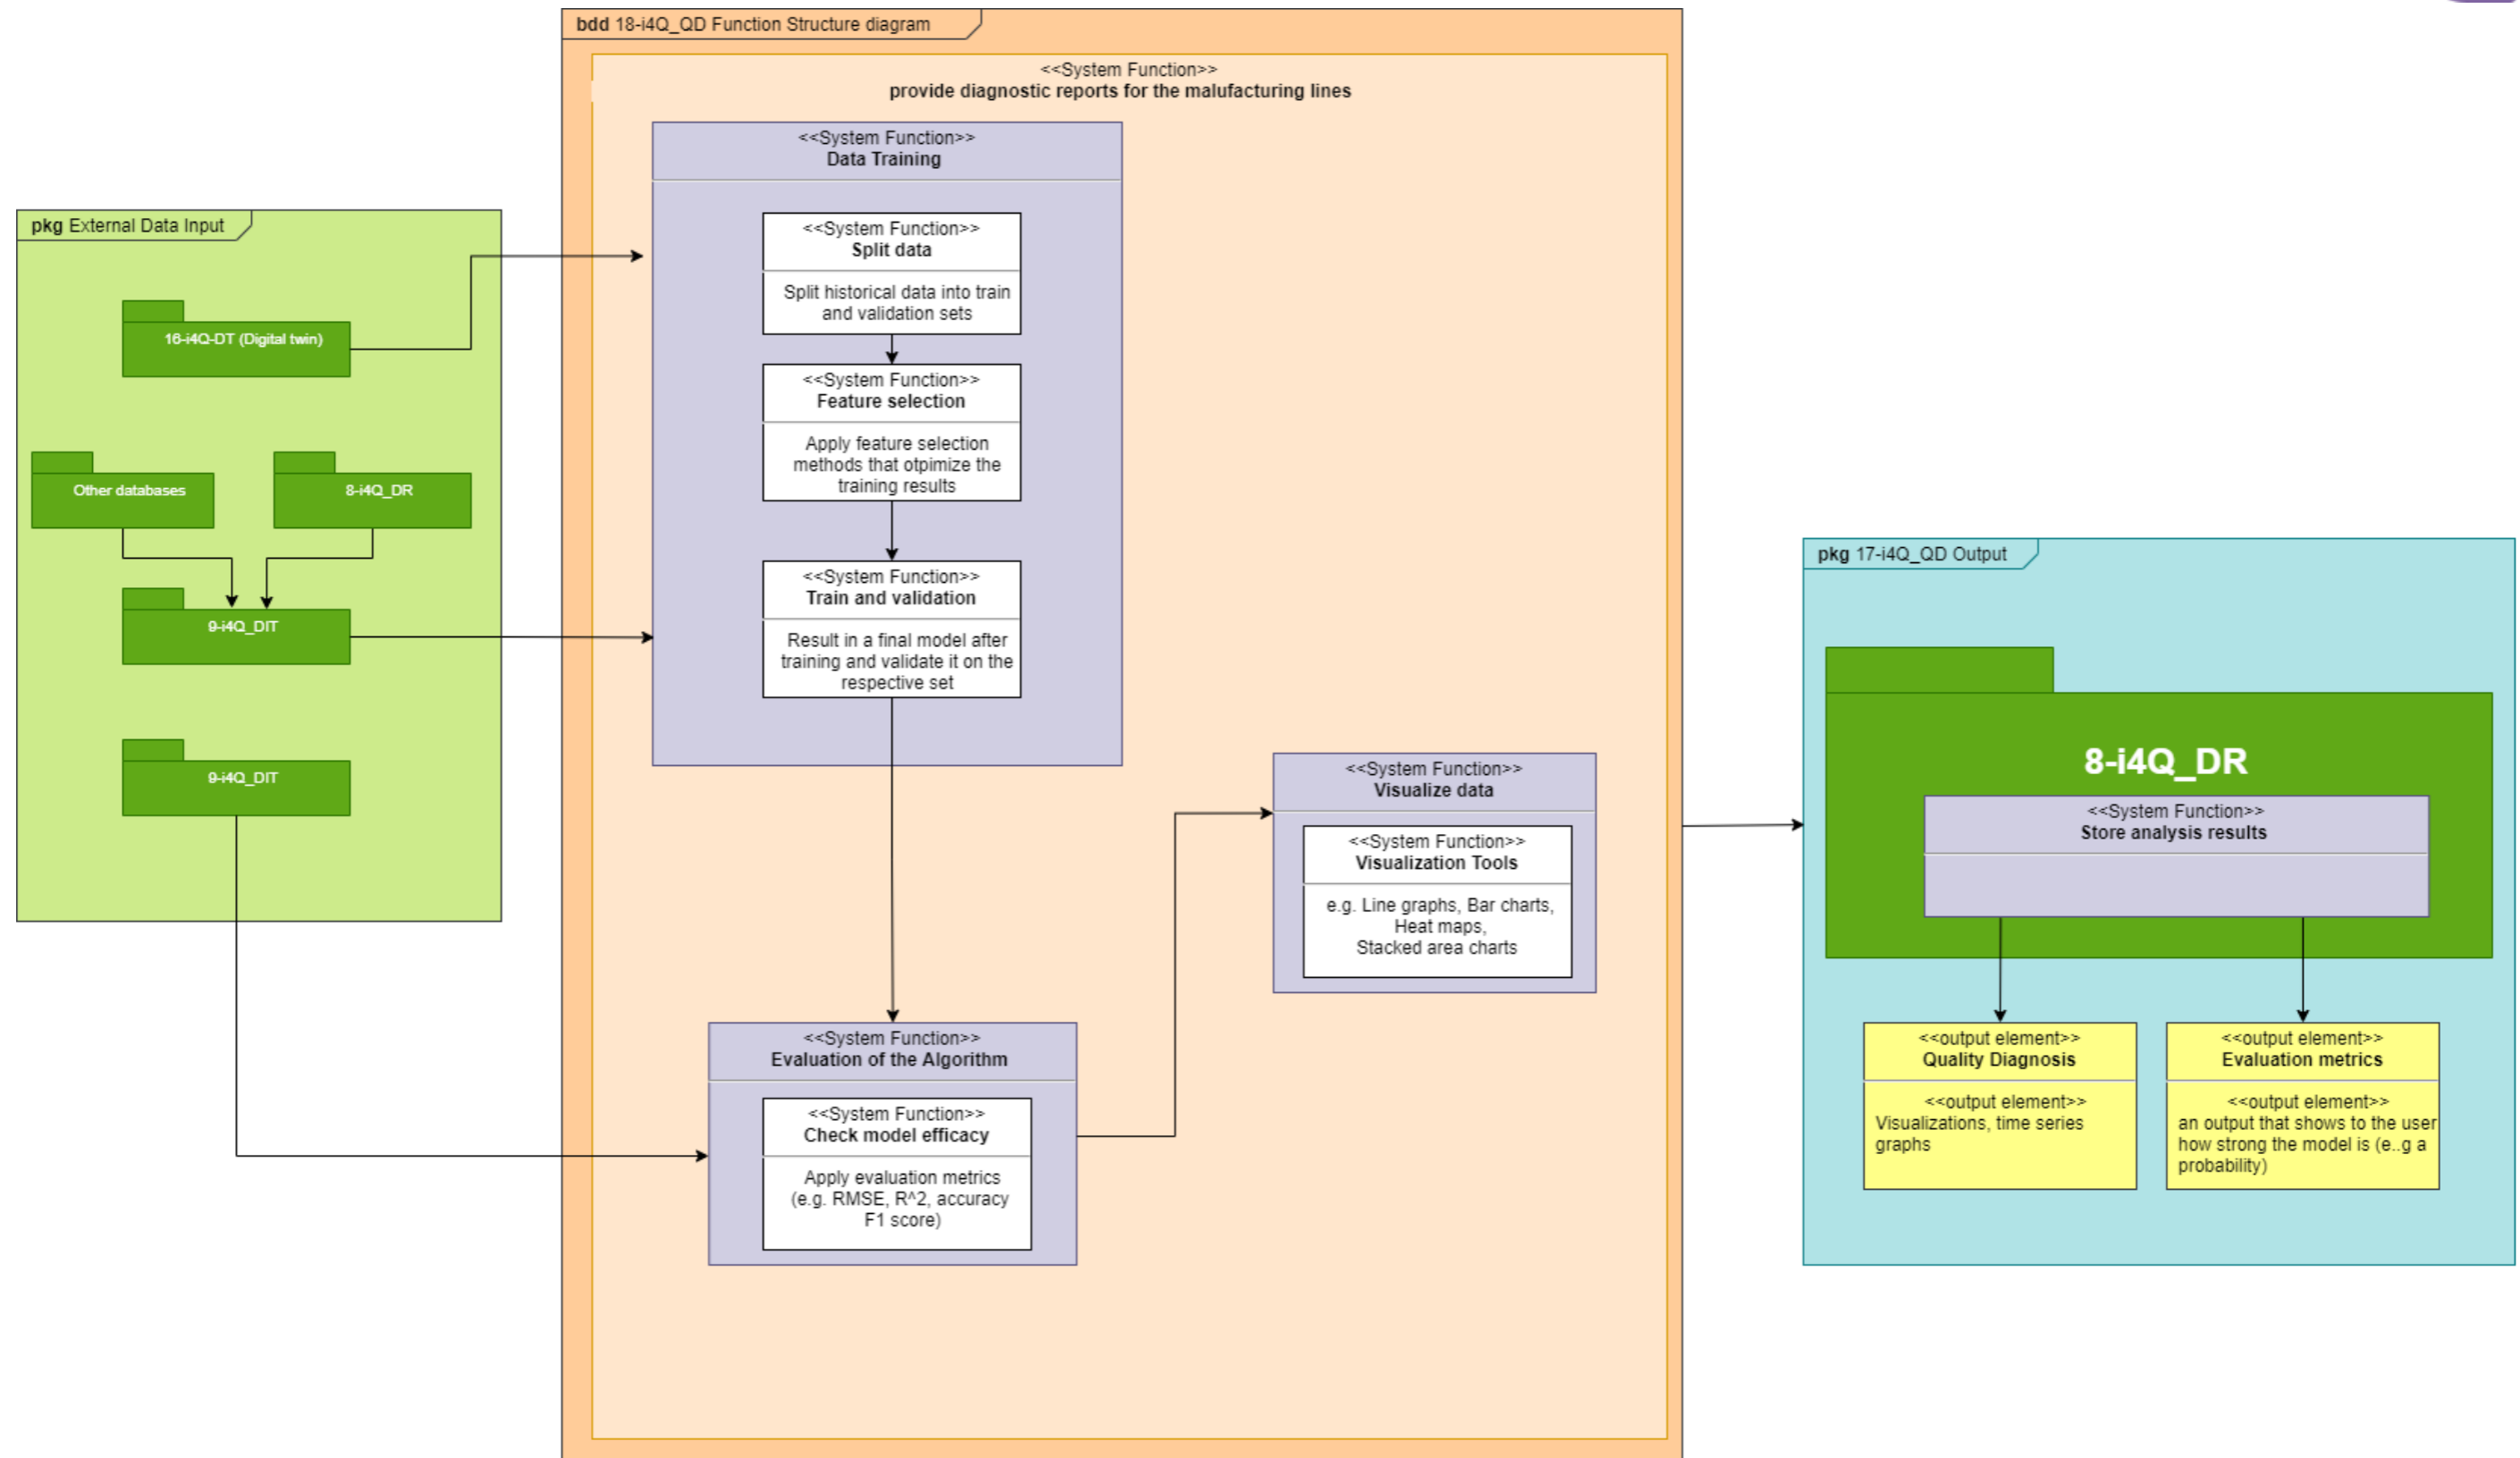 bdd 18-i4Q_QD Function Structure diagram
<<System Function>>
provide diagnostic reports for the malufacturing lines
<<System Function>>
Data Training
<<System Function>>
Split data
Split historical data into train
and validation sets
<<System Function>>
Feature selection
Apply feature selection
methods that otpimize the
training results
<<System Function>>
Train and validation
Result in a final model after
training and validate it on the
respective set
pkg External Data Input
16-i4Q-DT (Digital twin)
Other databases
8-i4Q_DR
9-i4Q_DIT
9-i4Q_DIT
<<System Function>>
Evaluation of the Algorithm
<<System Function>>
Check model efficacy
Apply evaluation metrics
(e.g. RMSE, R^2, accuracy
F1 score)
<<System Function>>
Visualize data
<<System Function>>
Visualization Tools
e.g. Line graphs, Bar charts,
Heat maps,
Stacked area charts
pkg 17-i4Q_QD Output
8-i4Q_DR
<<System Function>>
Store analysis results
<<output element>>
Quality Diagnosis
<<output element>>
Visualizations, time series
graphs
<<output element>>
Evaluation metrics
<<output element>>
an output that shows to the user
how strong the model is (e..g a
probability)